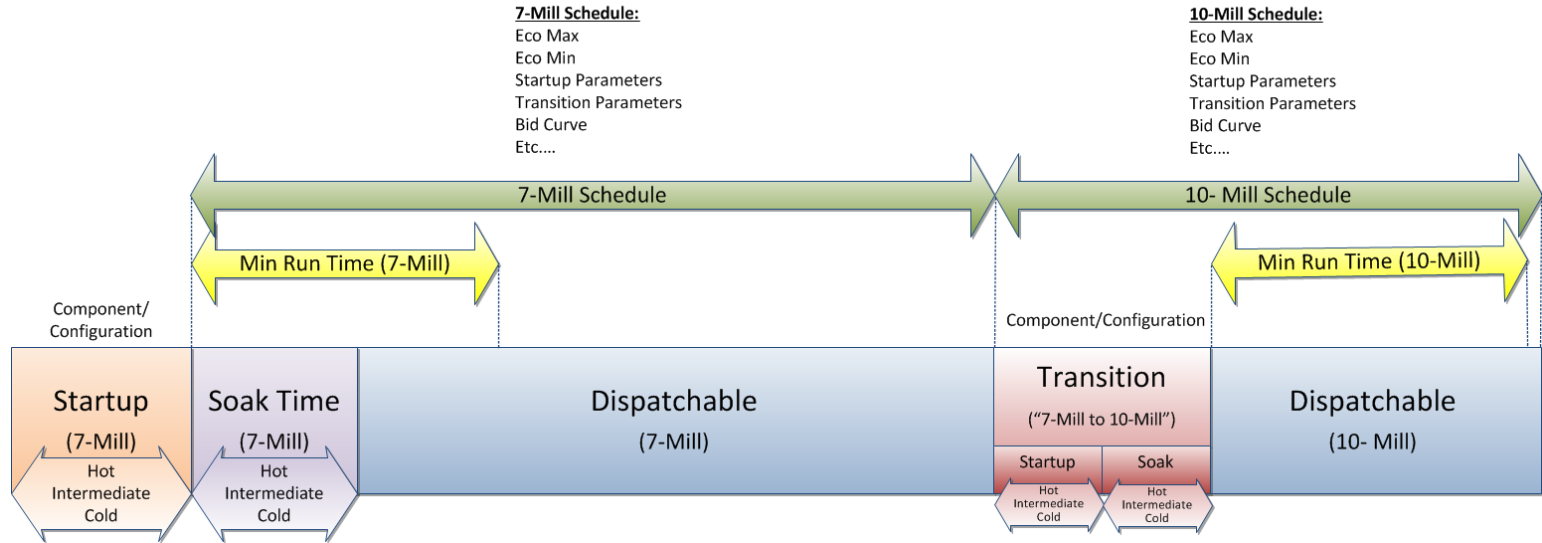 7-Mill Schedule:
Eco Max
Eco Min
Startup Parameters
Transition Parameters
Bid Curve
Etc....
10-Mill Schedule:
Eco Max
Eco Min
Startup Parameters
Transition Parameters
Bid Curve
Etc....
7-Mill Schedule
10- Mill Schedule
Min Run Time (7-Mill)
Min Run Time (10-Mill)
Component/
Configuration
Component/Configuration
Startup
(7-Mill)
Hot
Intermediate
Cold
Soak Time
(7-Mill)
Hot
Intermediate
Cold
Dispatchable
(7-Mill)
Transition
(“7-Mill to 10-Mill”)
Startup
Hot
Intermediate
Cold
Soak
Hot
Intermediate
Cold
Dispatchable
(10- Mill)